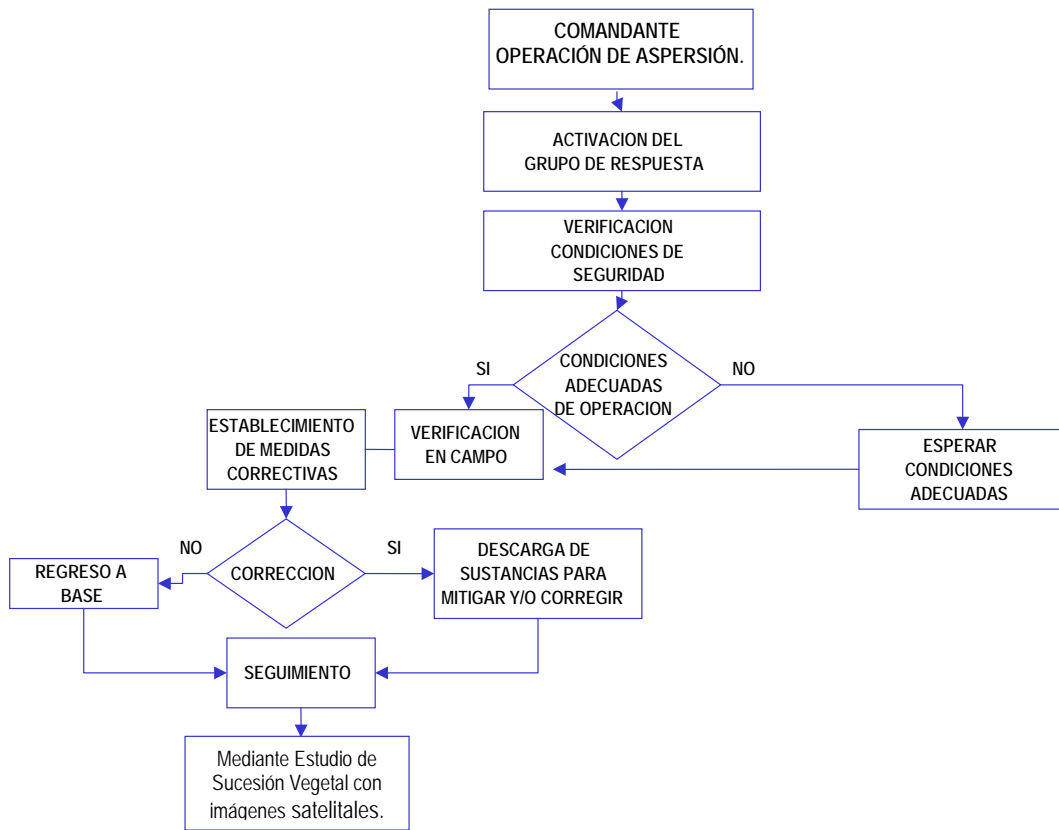 COMANDANTE
OPERACIÓN DE ASPERSIÓN.
ACTIVACION DEL
GRUPO DE RESPUESTA
VERIFICACION
CONDICIONES DE
SEGURIDAD
CONDICIONES
ADECUADAS
DE OPERACION
SI
NO
VERIFICACION
EN CAMPO
ESPERAR
CONDICIONES
ADECUADAS
ESTABLECIMIENTO
DE MEDIDAS
CORRECTIVAS
CORRECCION
NO
SI
REGRESO A
BASE
DESCARGA DE
SUSTANCIAS PARA
MITIGAR Y/O CORREGIR
SEGUIMIENTO
Mediante Estudio de
Sucesión Vegetal con
imágenes satelitales.